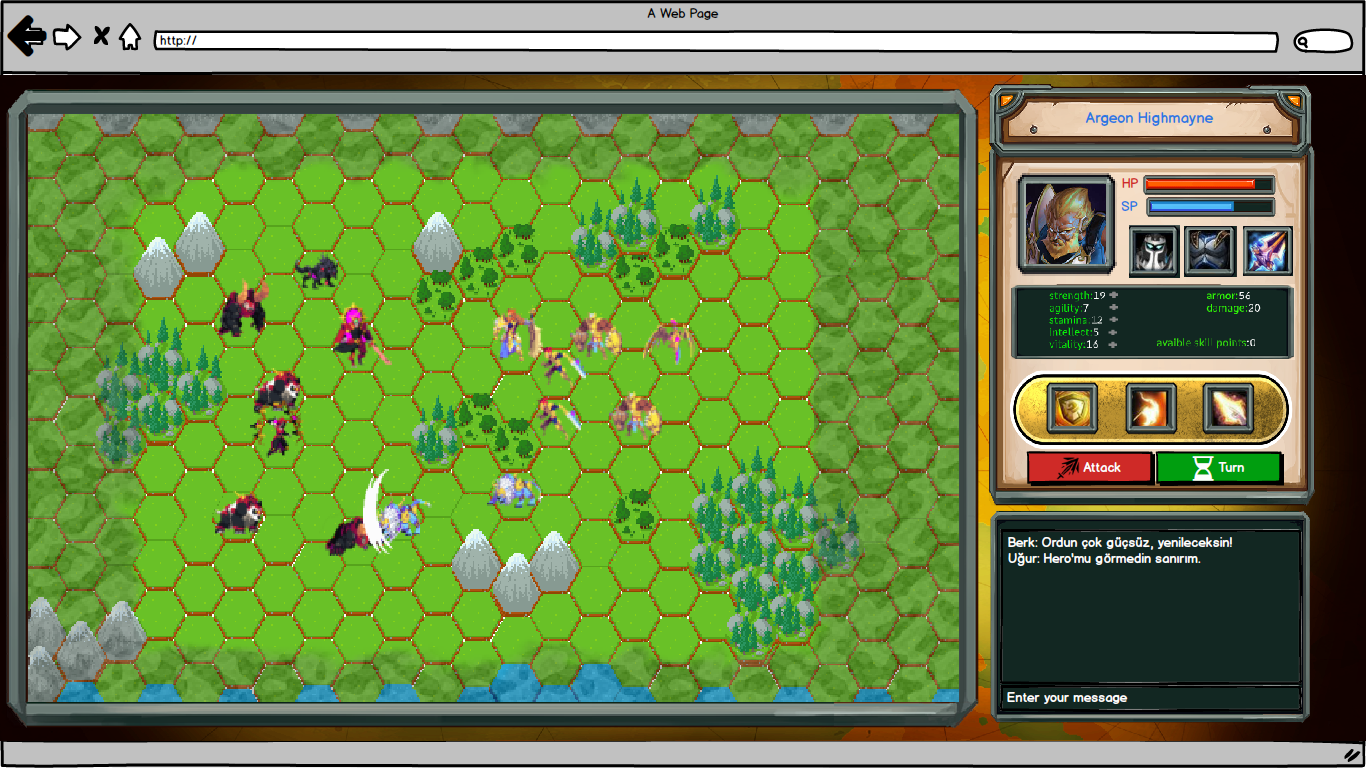 A Web Page
http://
Argeon Highmayne
HP
SP
strength:19
agility:7
stamina:12
intellect:5
vitality:16
armor:56
damage:20
avalble skill points:0
Attack
Turn
Berk: Ordun çok güçsüz, yenileceksin!
Uğur: Hero'mu görmedin sanırım.
Enter your message